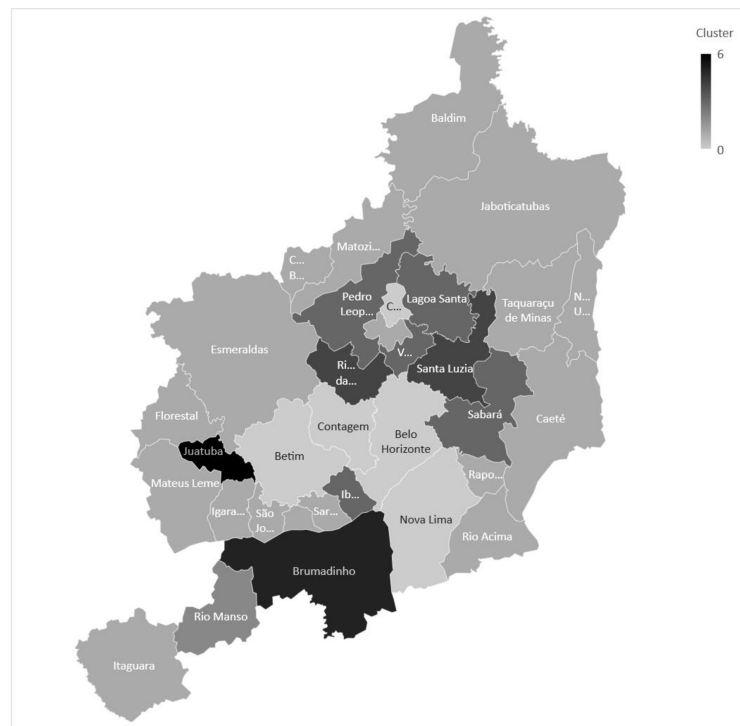 Cluster
6
0
Baldim
Jaboticatubas
Matozi...
C...
B...
Pedro
Leop...
C...
Lagoa Santa
Taquaraçu
de Minas
N...
U...
Esmeraldas
V...
Ri...
da...
Santa Luzia
Florestal
Contagem
Sabará
Caeté
Belo
Horizonte
Juatuba
Betim
Mateus Leme
Rapo...
Ib...
Igara...
São
Jo...
Sar...
Nova Lima
Rio Acima
Brumadinho
Rio Manso
Itaguara